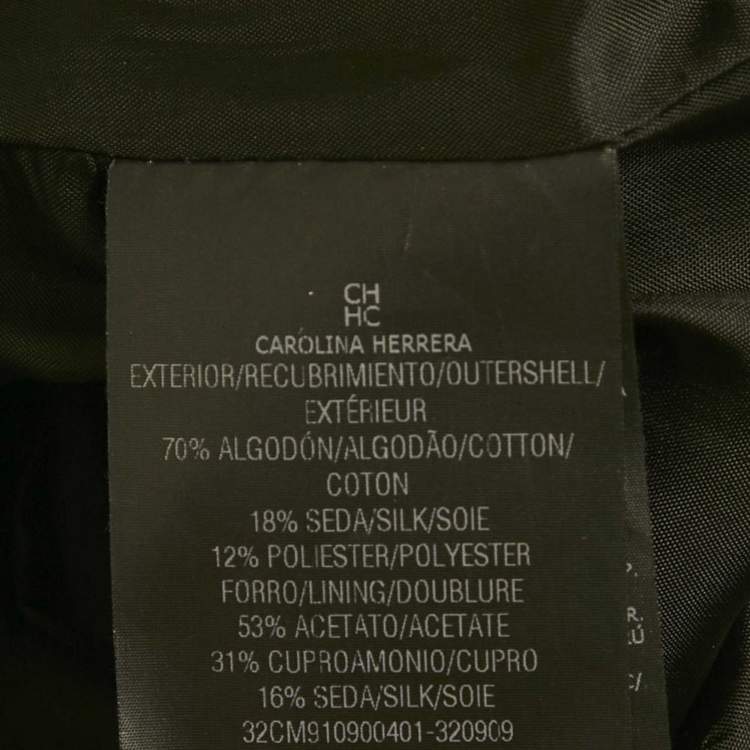 CH
HC
CAROLINA HERRERA
EXTERIOR/RECUBRIMIENTO/OUTERSHELL/
EXTÉRIEUR
70% ALGODÓN/ALGODÃO/COTTON/
COTON
18% SEDA/SILK/SOIE
12% POLIESTER/POLYESTER
FORRO/LINING/DOUBLURE
53% ACETATO/ACETATE
31% CUPROAMONIO/CUPRO
16% SEDA/SILK/SOIE
32CM910900401-320909